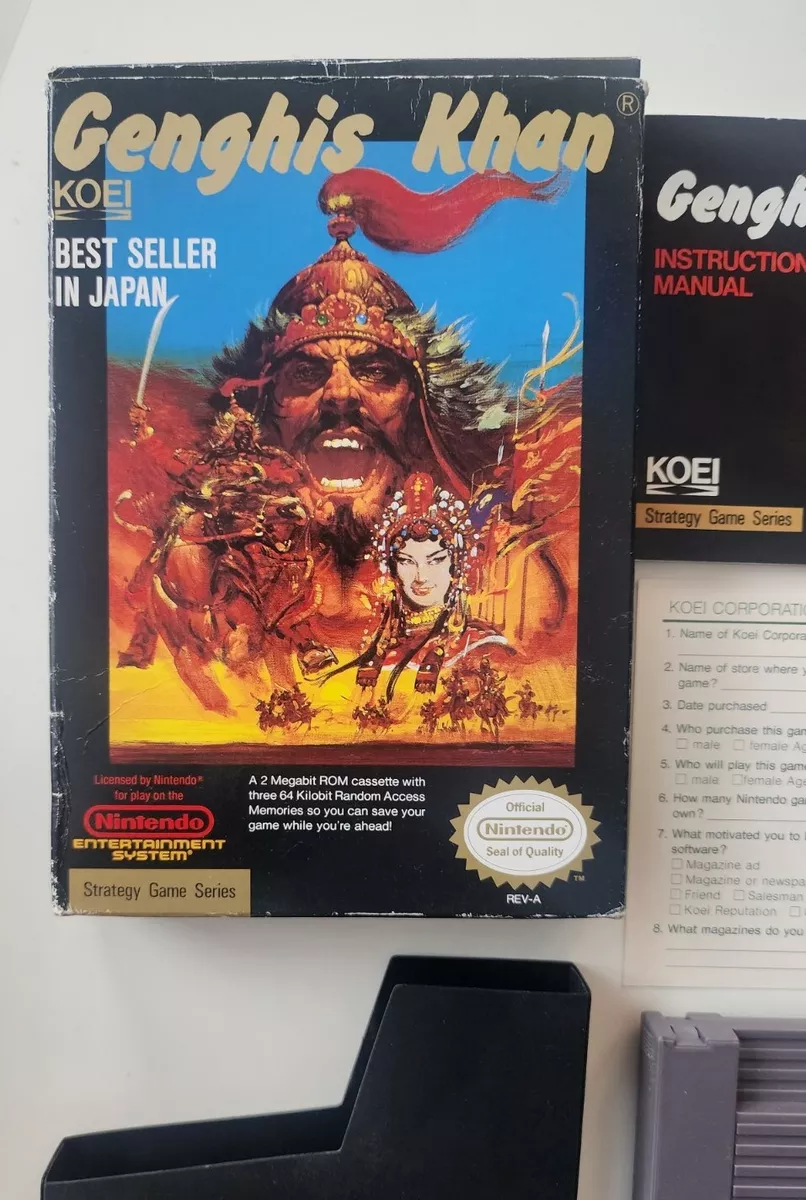 Genghis Khan®
KOEI
BEST SELLER
IN JAPAN
Licensed by Nintendo®
for play on the
Nintendo®
ENTERTAINMENT
SYSTEM®
A 2 Megabit ROM cassette with
three 64 Kilobit Random Access
Memories so you can save your
game while you're ahead!
Official
Nintendo®
Seal of Quality
TM
REV-A
Strategy Game Series
Gengh
INSTRUCTION
MANUAL
KOEI
Strategy Game Series
KOEI CORPORATIO
1. Name of Koei Corpora
2. Name of store where y
game?
3. Date purchased
4. Who purchase this gam
male female Ag
5. Who will play this game
male female Age
6. How many Nintendo ga
own?
7. What motivated you to
software?
Magazine ad
Magazine or newspa
Friend Salesman
Koei Reputation
8. What magazines do you